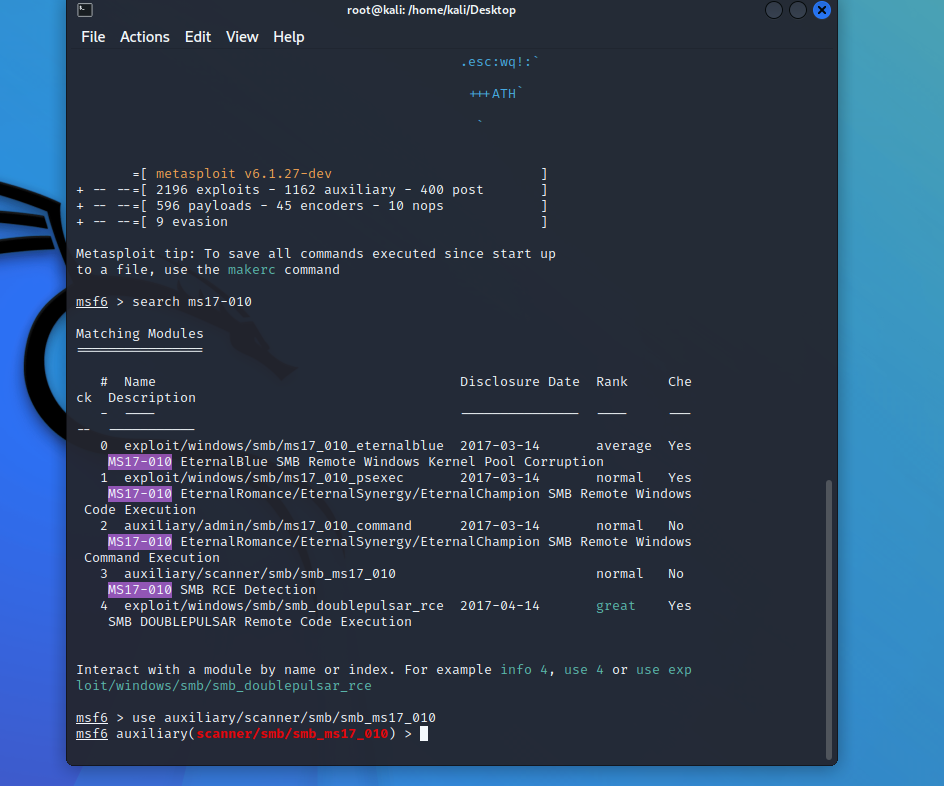 root@kali: /home/kali/Desktop
File Actions Edit View Help
.esc:wq!:`
+++ATH`
`
=[ metasploit v6.1.27-dev ]
+ -- --=[ 2196 exploits - 1162 auxiliary - 400 post ]
+ -- --=[ 596 payloads - 45 encoders - 10 nops ]
+ -- --=[ 9 evasion ]
Metasploit tip: To save all commands executed since start up
to a file, use the makerc command
msf6 > search ms17-010
Matching Modules
================
# Name Disclosure Date Rank Che
ck Description
- ---- --------------- ---- ---
-- -----------
0 exploit/windows/smb/ms17_010_eternalblue 2017-03-14 average Yes
MS17-010 EternalBlue SMB Remote Windows Kernel Pool Corruption
1 exploit/windows/smb/ms17_010_psexec 2017-03-14 normal Yes
MS17-010 EternalRomance/EternalSynergy/EternalChampion SMB Remote Windows
Code Execution
2 auxiliary/admin/smb/ms17_010_command 2017-03-14 normal No
MS17-010 EternalRomance/EternalSynergy/EternalChampion SMB Remote Windows
Command Execution
3 auxiliary/scanner/smb/smb_ms17_010 normal No
MS17-010 SMB RCE Detection
4 exploit/windows/smb/smb_doublepulsar_rce 2017-04-14 great Yes
SMB DOUBLEPULSAR Remote Code Execution
Interact with a module by name or index. For example info 4, use 4 or use exp
loit/windows/smb/smb_doublepulsar_rce
msf6 > use auxiliary/scanner/smb/smb_ms17_010
msf6 auxiliary(scanner/smb/smb_ms17_010) >